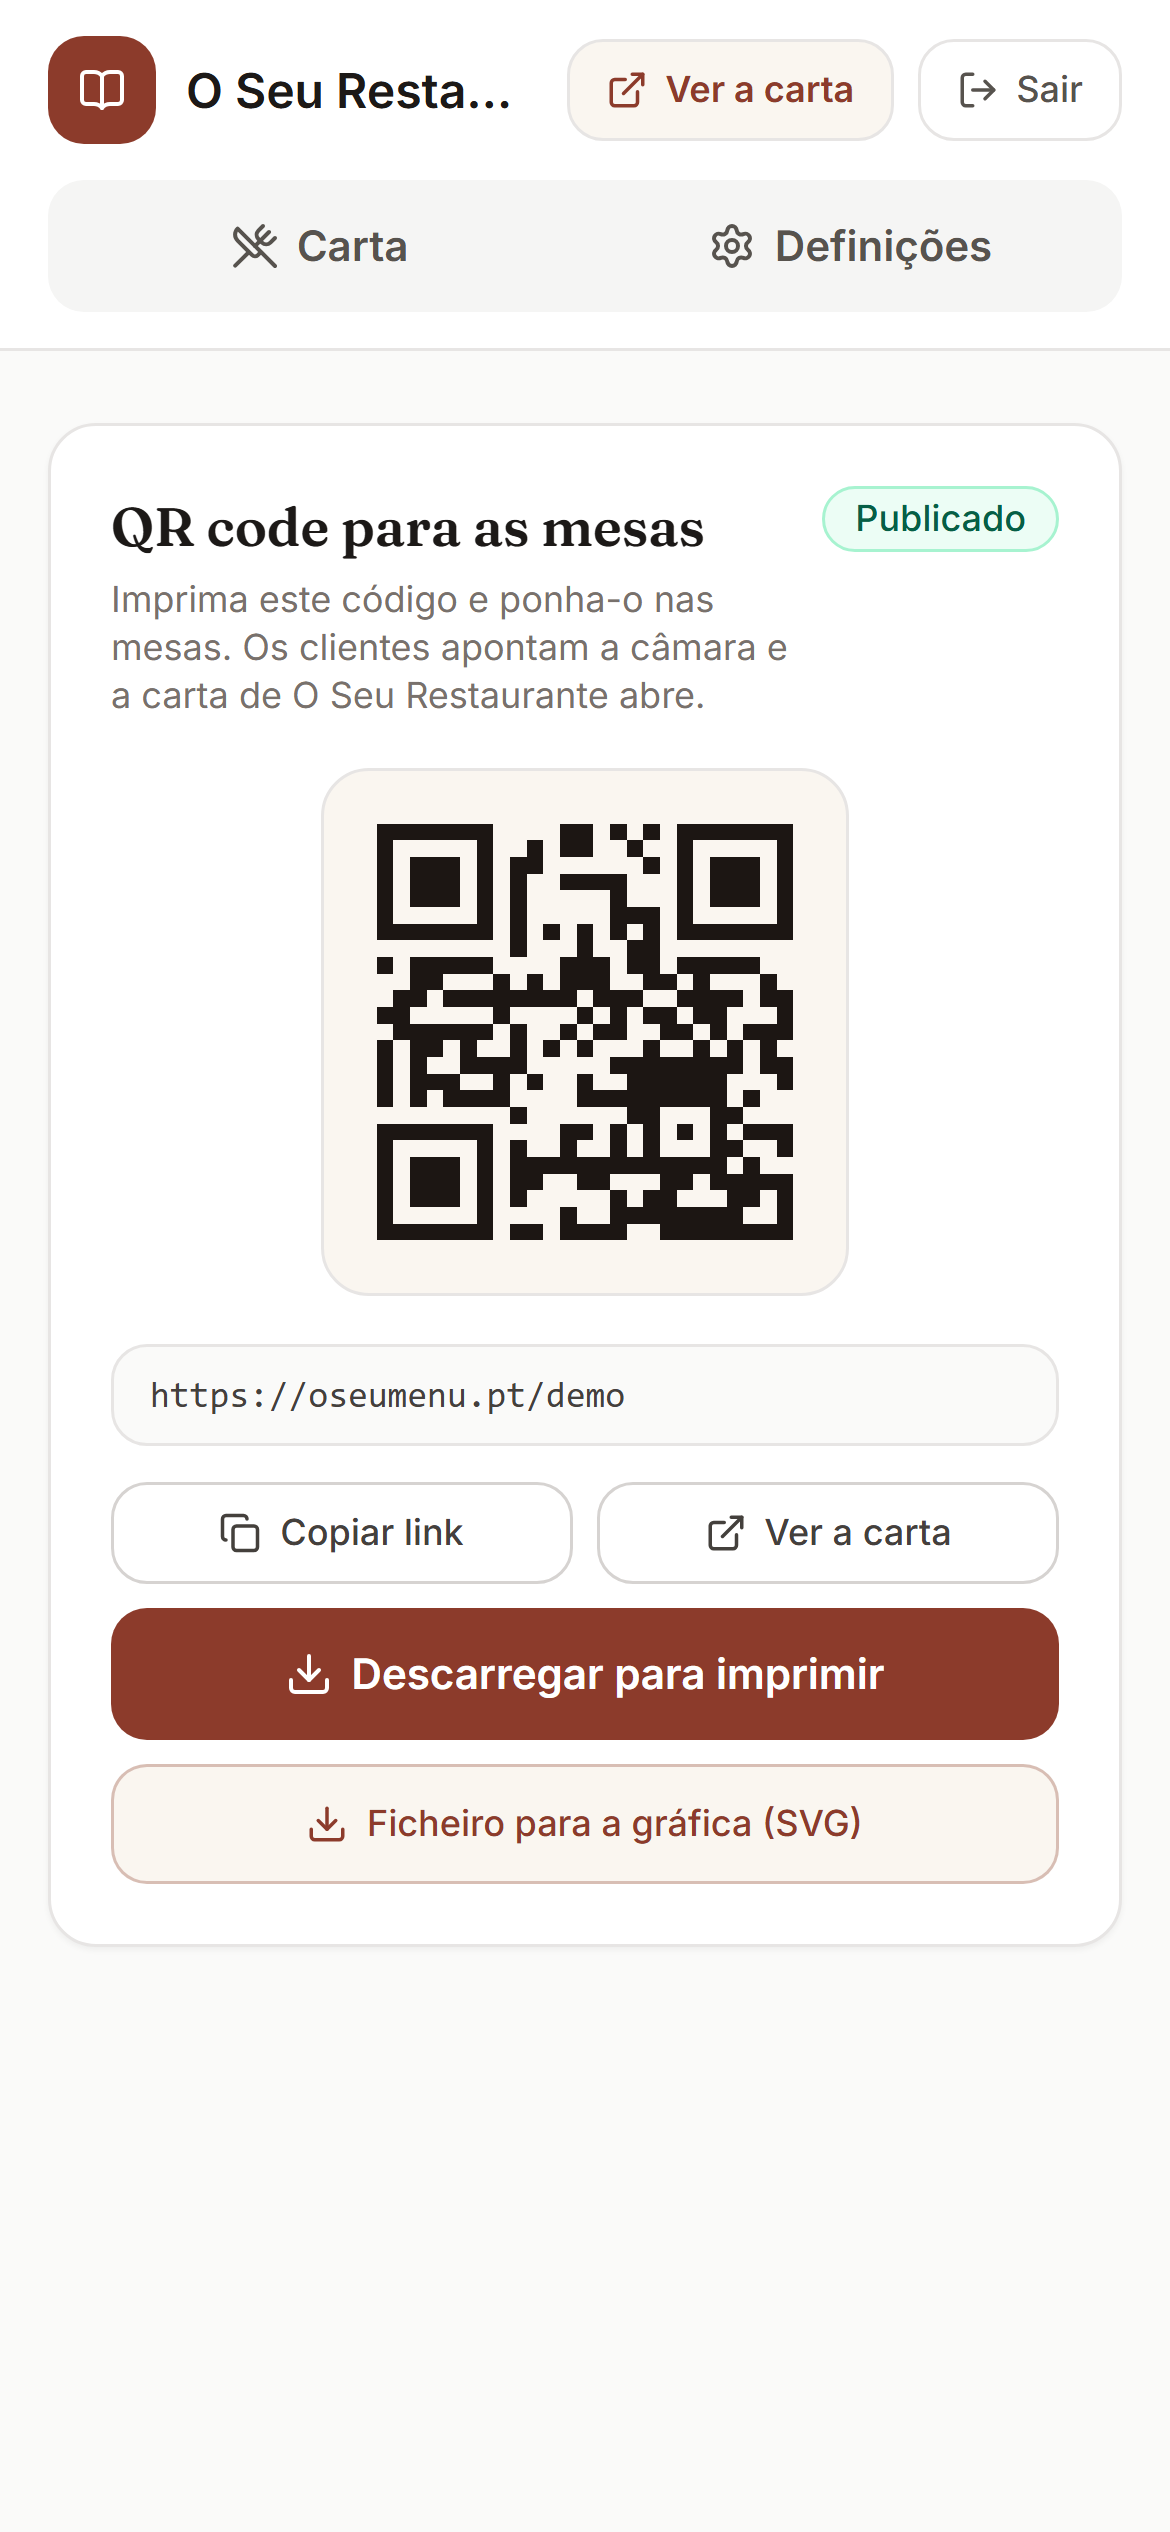 O Seu Resta...
Ver a carta
Sair
Carta
Definições
QR code para as mesas
Publicado
Imprima este código e ponha-o nas
mesas. Os clientes apontam a câmara e
a carta de O Seu Restaurante abre.
https://oseumenu.pt/demo
Copiar link
Ver a carta
Descarregar para imprimir
Ficheiro para a gráfica (SVG)